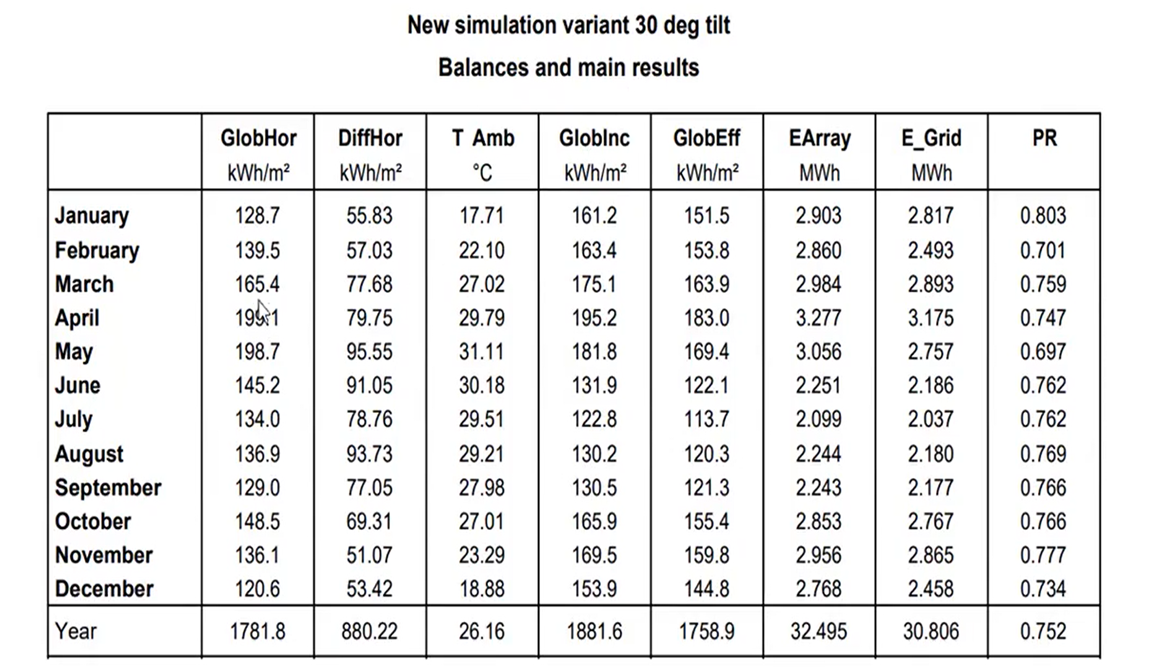 New simulation variant 30 deg tilt
Balances and main results
GlobHor DiffHor T Amb GlobInc GlobEff EArray E_Grid PR
kWh/m² kWh/m² °C kWh/m² kWh/m² MWh MWh
January 128.7 55.83 17.71 161.2 151.5 2.903 2.817 0.803
February 139.5 57.03 22.10 163.4 153.8 2.860 2.493 0.701
March 165.4 77.68 27.02 175.1 163.9 2.984 2.893 0.759
April 199.1 79.75 29.79 195.2 183.0 3.277 3.175 0.747
May 198.7 95.55 31.11 181.8 169.4 3.056 2.757 0.697
June 145.2 91.05 30.18 131.9 122.1 2.251 2.186 0.762
July 134.0 78.76 29.51 122.8 113.7 2.099 2.037 0.762
August 136.9 93.73 29.21 130.2 120.3 2.244 2.180 0.769
September 129.0 77.05 27.98 130.5 121.3 2.243 2.177 0.766
October 148.5 69.31 27.01 165.9 155.4 2.853 2.767 0.766
November 136.1 51.07 23.29 169.5 159.8 2.956 2.865 0.777
December 120.6 53.42 18.88 153.9 144.8 2.768 2.458 0.734
Year 1781.8 880.22 26.16 1881.6 1758.9 32.495 30.806 0.752